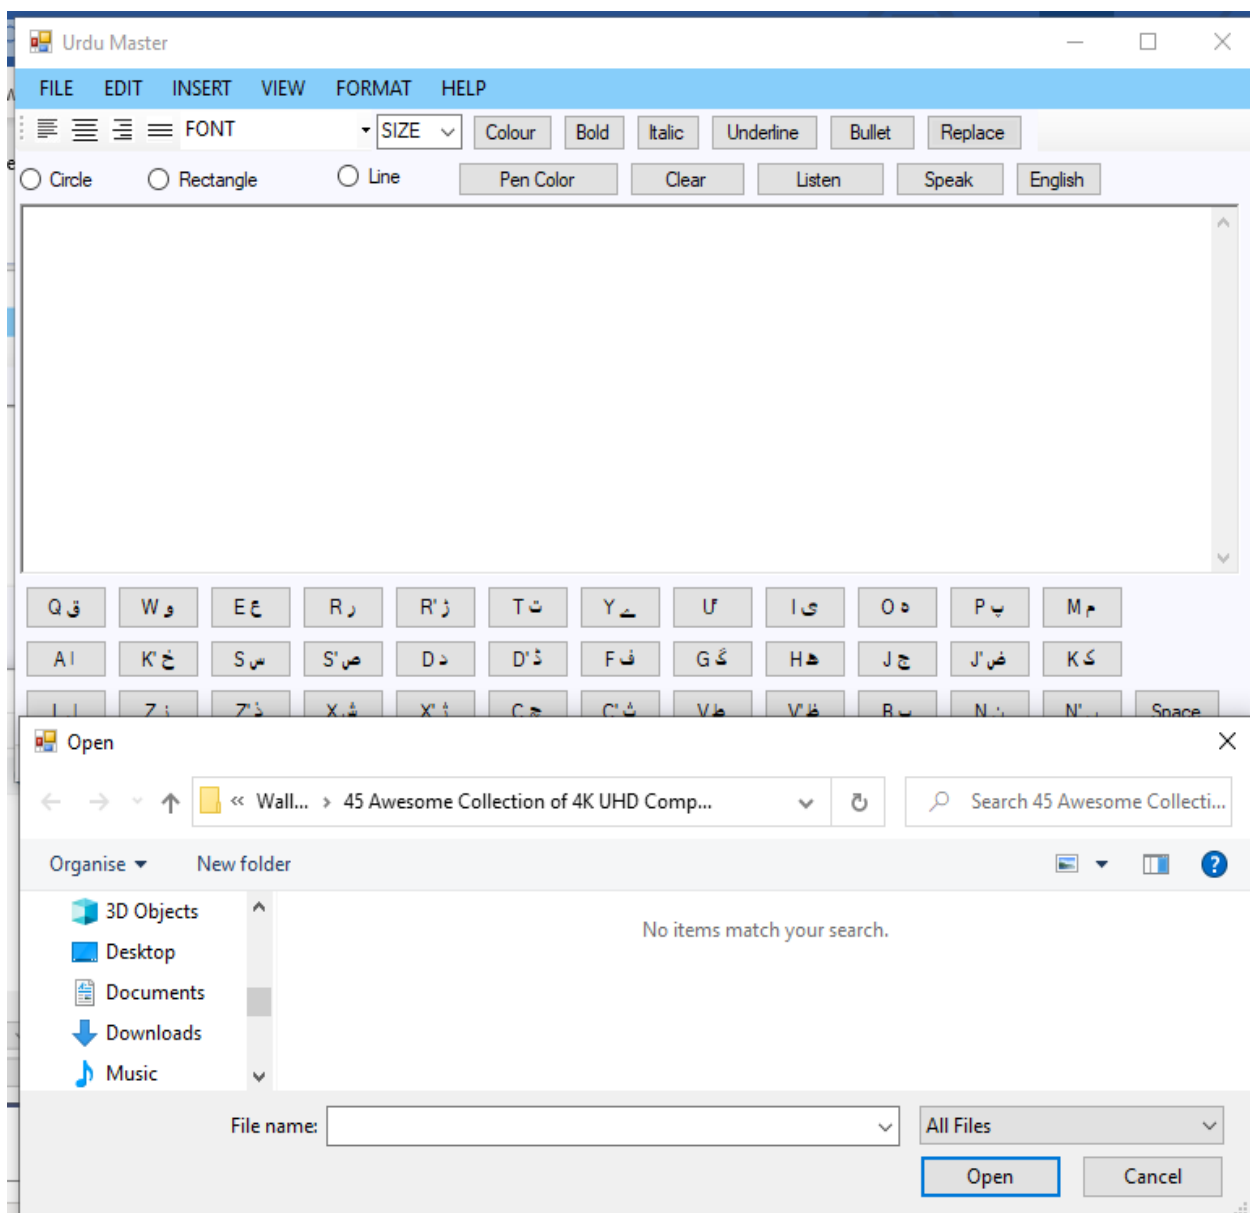 Urdu Master
FILE EDIT INSERT VIEW FORMAT HELP
FONT SIZE Colour Bold Italic Underline Bullet Replace
Circle Rectangle Line Pen Color Clear Listen Speak English
Q ق W و E ع R ر R' ڑ T ت Y ے U I ی O ہ P پ M م
A ا K' خ S س S' ص D د D' ڈ F ف G گ H ھ J ج J' ض K ک
L ل Z ز Z' ذ X ش X' ژ C چ C' ث V ط V' ظ B ب N ن N' Space
Open
« Wall... › 45 Awesome Collection of 4K UHD Comp... Search 45 Awesome Collecti...
Organise New folder
3D Objects
No items match your search.
Desktop
Documents
Downloads
Music
File name: All Files
Open Cancel